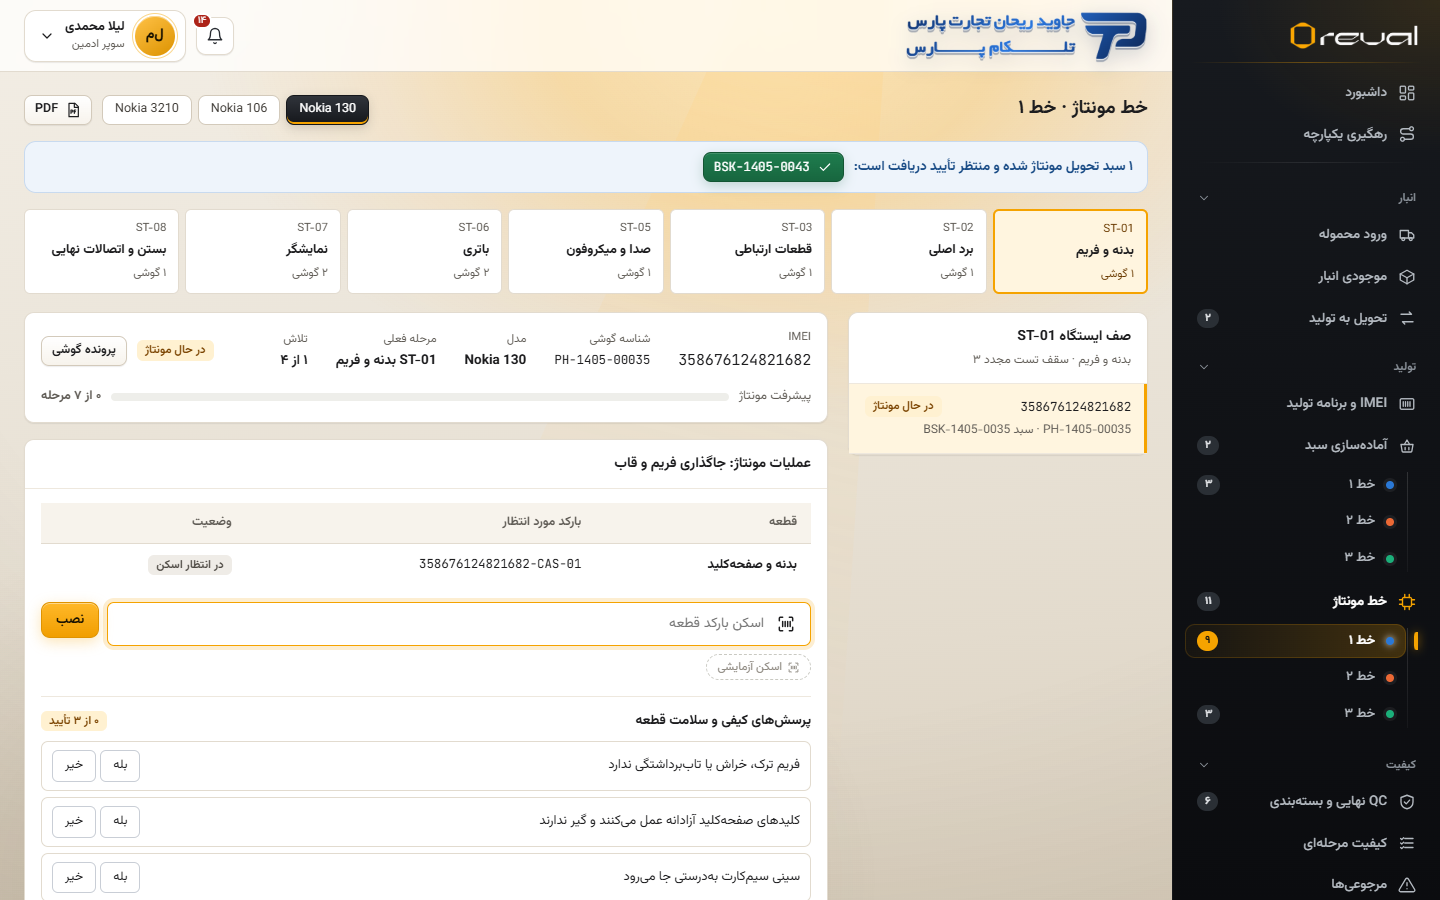 reval
داشبورد
رهگیری یکپارچه
انبار
ورود محموله
موجودی انبار
تحویل به تولید ۲
تولید
IMEI و برنامه تولید
آماده‌سازی سبد ۲
خط ۱ ۳
خط ۲
خط ۳
خط مونتاژ ۱۱
خط ۱ ۹
خط ۲
خط ۳ ۳
کیفیت
QC نهایی و بسته‌بندی ۶
کیفیت مرحله‌ای
مرجوعی‌ها
جاوید ریحان تجارت پارس
تلکام پارس
۱۴
لیلا محمدی
سوپر ادمین
ل‌م
خط مونتاژ · خط ۱
Nokia 130
Nokia 106
Nokia 3210
PDF
۱ سبد تحویل مونتاژ شده و منتظر تأیید دریافت است: BSK-1405-0043
ST-01
بدنه و فریم
۱ گوشی
ST-02
برد اصلی
۱ گوشی
ST-03
قطعات ارتباطی
۱ گوشی
ST-05
صدا و میکروفون
۱ گوشی
ST-06
باتری
۲ گوشی
ST-07
نمایشگر
۲ گوشی
ST-08
بستن و اتصالات نهایی
۱ گوشی
صف ایستگاه ST-01
بدنه و فریم · سقف تست مجدد ۳
358676124821682 در حال مونتاژ
PH-1405-00035 · سبد BSK-1405-0035
IMEI
358676124821682
شناسه گوشی
PH-1405-00035
مدل
Nokia 130
مرحله فعلی
ST-01 بدنه و فریم
تلاش
۱ از ۴
در حال مونتاژ
پرونده گوشی
پیشرفت مونتاژ ۰ از ۷ مرحله
عملیات مونتاژ: جاگذاری فریم و قاب
قطعه بارکد مورد انتظار وضعیت
بدنه و صفحه‌کلید 358676124821682-CAS-01 در انتظار اسکن
اسکن بارکد قطعه
نصب
اسکن آزمایشی
پرسش‌های کیفی و سلامت قطعه ۰ از ۳ تأیید
فریم ترک، خراش یا تاب‌برداشتگی ندارد بله خیر
کلیدهای صفحه‌کلید آزادانه عمل می‌کنند و گیر ندارند بله خیر
سینی سیم‌کارت به‌درستی جا می‌رود بله خیر